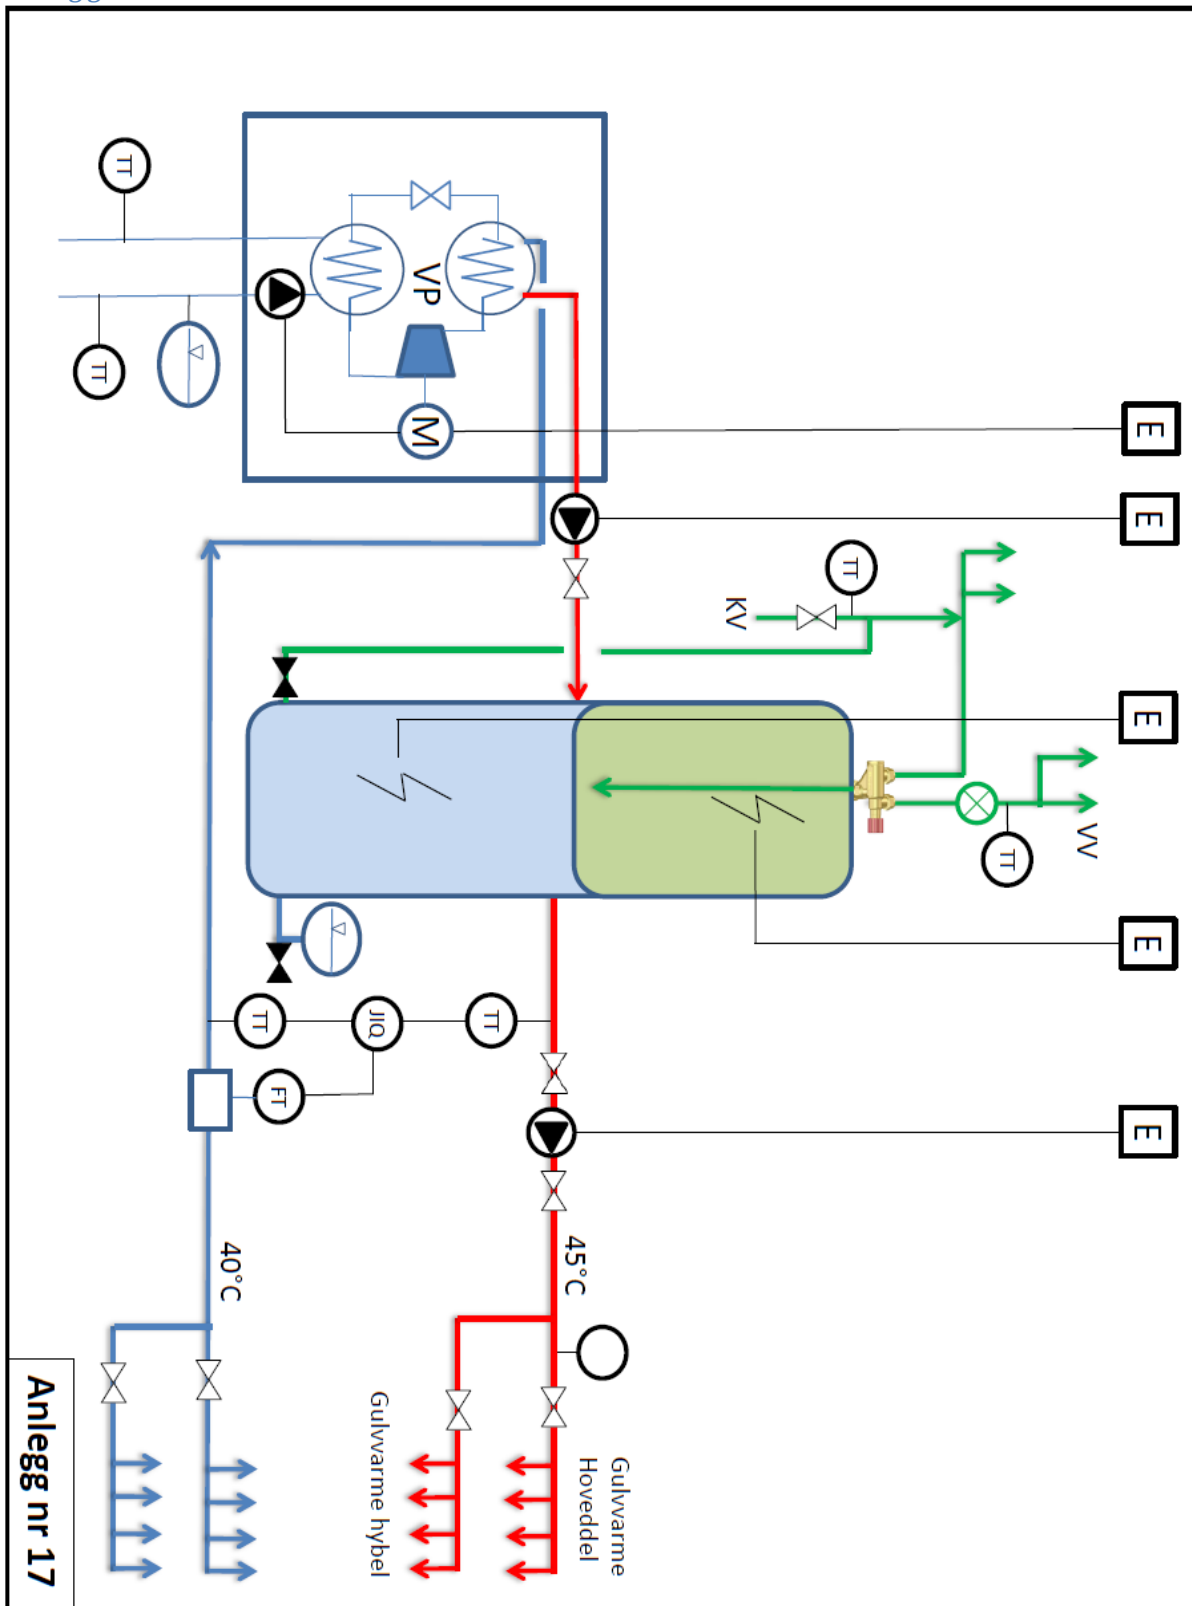 E
E
E
E
E
VV
TT
TT
KV
Gulvvarme
Hoveddel
45°C
TT
VP
M
JIQ
Gulvvarme hybel
FT
TT
40°C
TT
TT
Anlegg nr 17